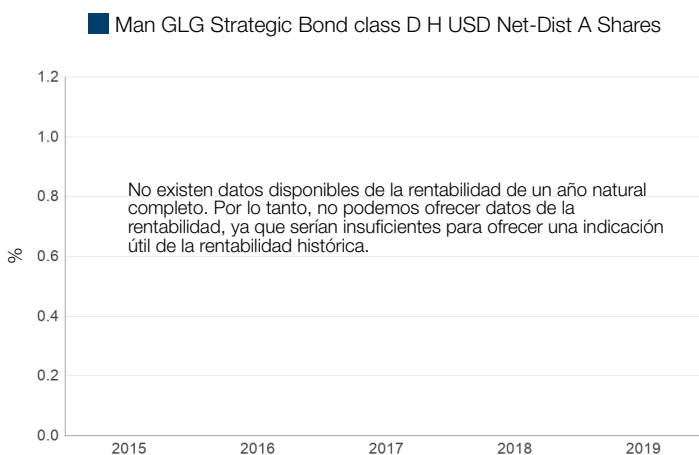 Man GLG Strategic Bond class D H USD Net-Dist A Shares
1.2
1.0
No existen datos disponibles de la rentabilidad de un año natural
0.8
completo. Por lo tanto, no podemos ofrecer datos de la
rentabilidad, ya que serían insuficientes para ofrecer una indicación
útil de la rentabilidad histórica.
%
0.6
0.4
0.2
0.0
2015 2016 2017 2018 2019